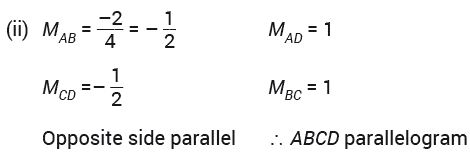 (ii) M_AB = −2/4 = − 1/2 M_AD = 1
M_CD =− 1/2 M_BC = 1
Opposite side parallel ∴ ABCD parallelogram